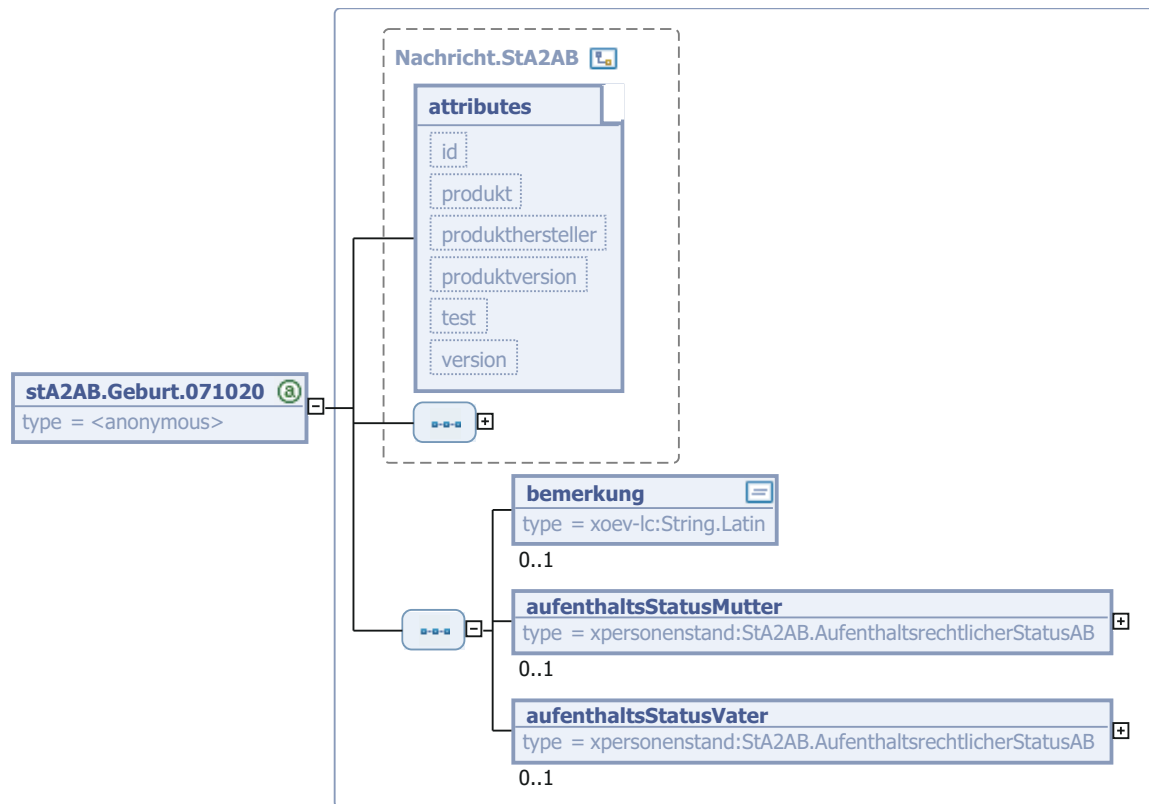 Nachricht.StA2AB
attributes
id
produkt
produkthersteller
produktversion
test
version
stA2AB.Geburt.071020 a
type = <anonymous>
bemerkung
type = xoev-lc:String.Latin
0..1
aufenthaltsStatusMutter
type = xpersonenstand:StA2AB.AufenthaltsrechtlicherStatusAB
0..1
aufenthaltsStatusVater
type = xpersonenstand:StA2AB.AufenthaltsrechtlicherStatusAB
0..1